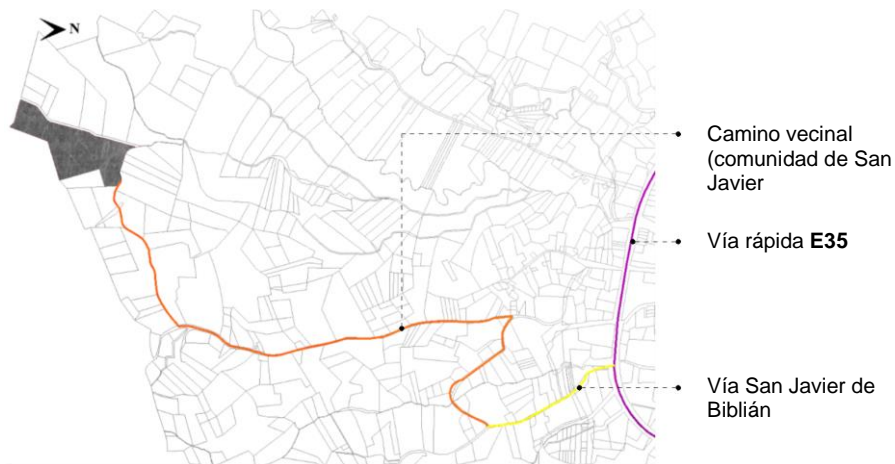 N
Camino vecinal
(comunidad de San
Javier
Vía rápida E35
Vía San Javier de
Biblián